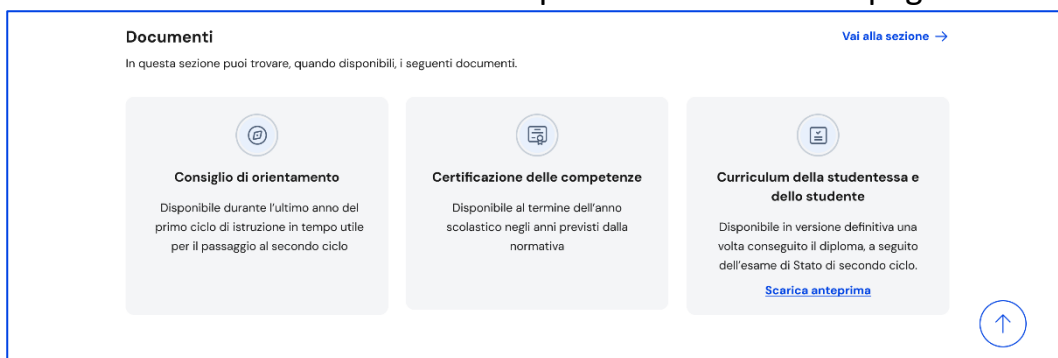 Documenti
Vai alla sezione →
In questa sezione puoi trovare, quando disponibili, i seguenti documenti.
Consiglio di orientamento
Disponibile durante l'ultimo anno del
primo ciclo di istruzione in tempo utile
per il passaggio al secondo ciclo
Certificazione delle competenze
Disponibile al termine dell'anno
scolastico negli anni previsti dalla
normativa
Curriculum della studentessa e
dello studente
Disponibile in versione definitiva una
volta conseguito il diploma, a seguito
dell'esame di Stato di secondo ciclo.
Scarica anteprima